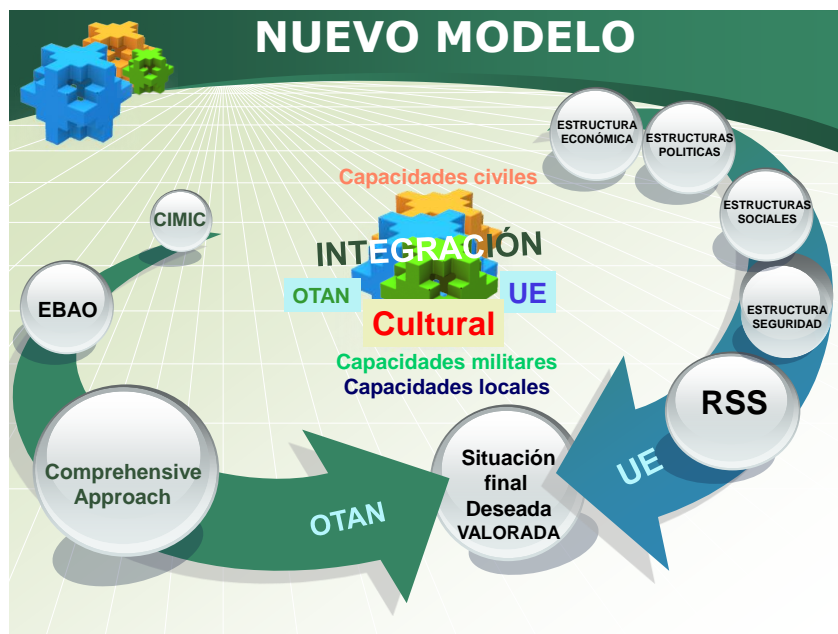 NUEVO MODELO
ESTRUCTURA
ECONÓMICA
ESTRUCTURAS
POLITICAS
Capacidades civiles
ESTRUCTURAS
SOCIALES
CIMIC
INTEGRACIÓN
OTAN
UE
EBAO
Cultural
ESTRUCTURA
SEGURIDAD
Capacidades militares
Capacidades locales
RSS
Comprehensive
Approach
Situación
final
Deseada
VALORADA
OTAN
UE